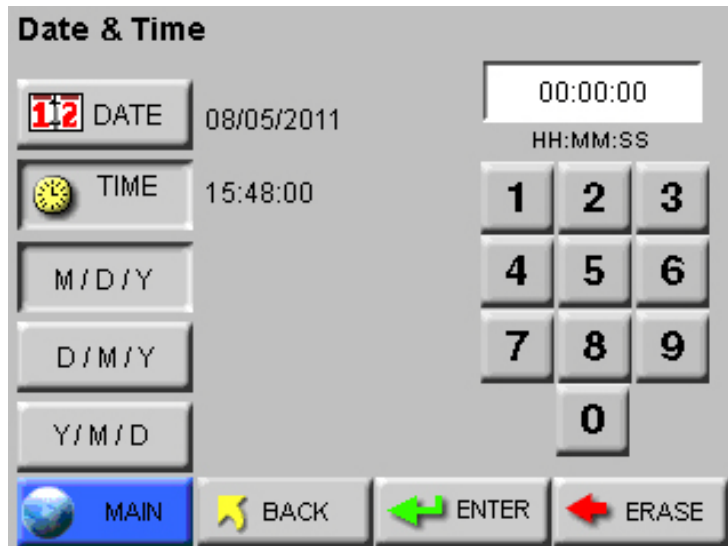 Date & Time
12 DATE 08/05/2011
TIME 15:48:00
M/D/Y
D/M/Y
Y/M/D
00:00:00
HH:MM:SS
1 2 3
4 5 6
7 8 9
0
MAIN BACK ENTER ERASE